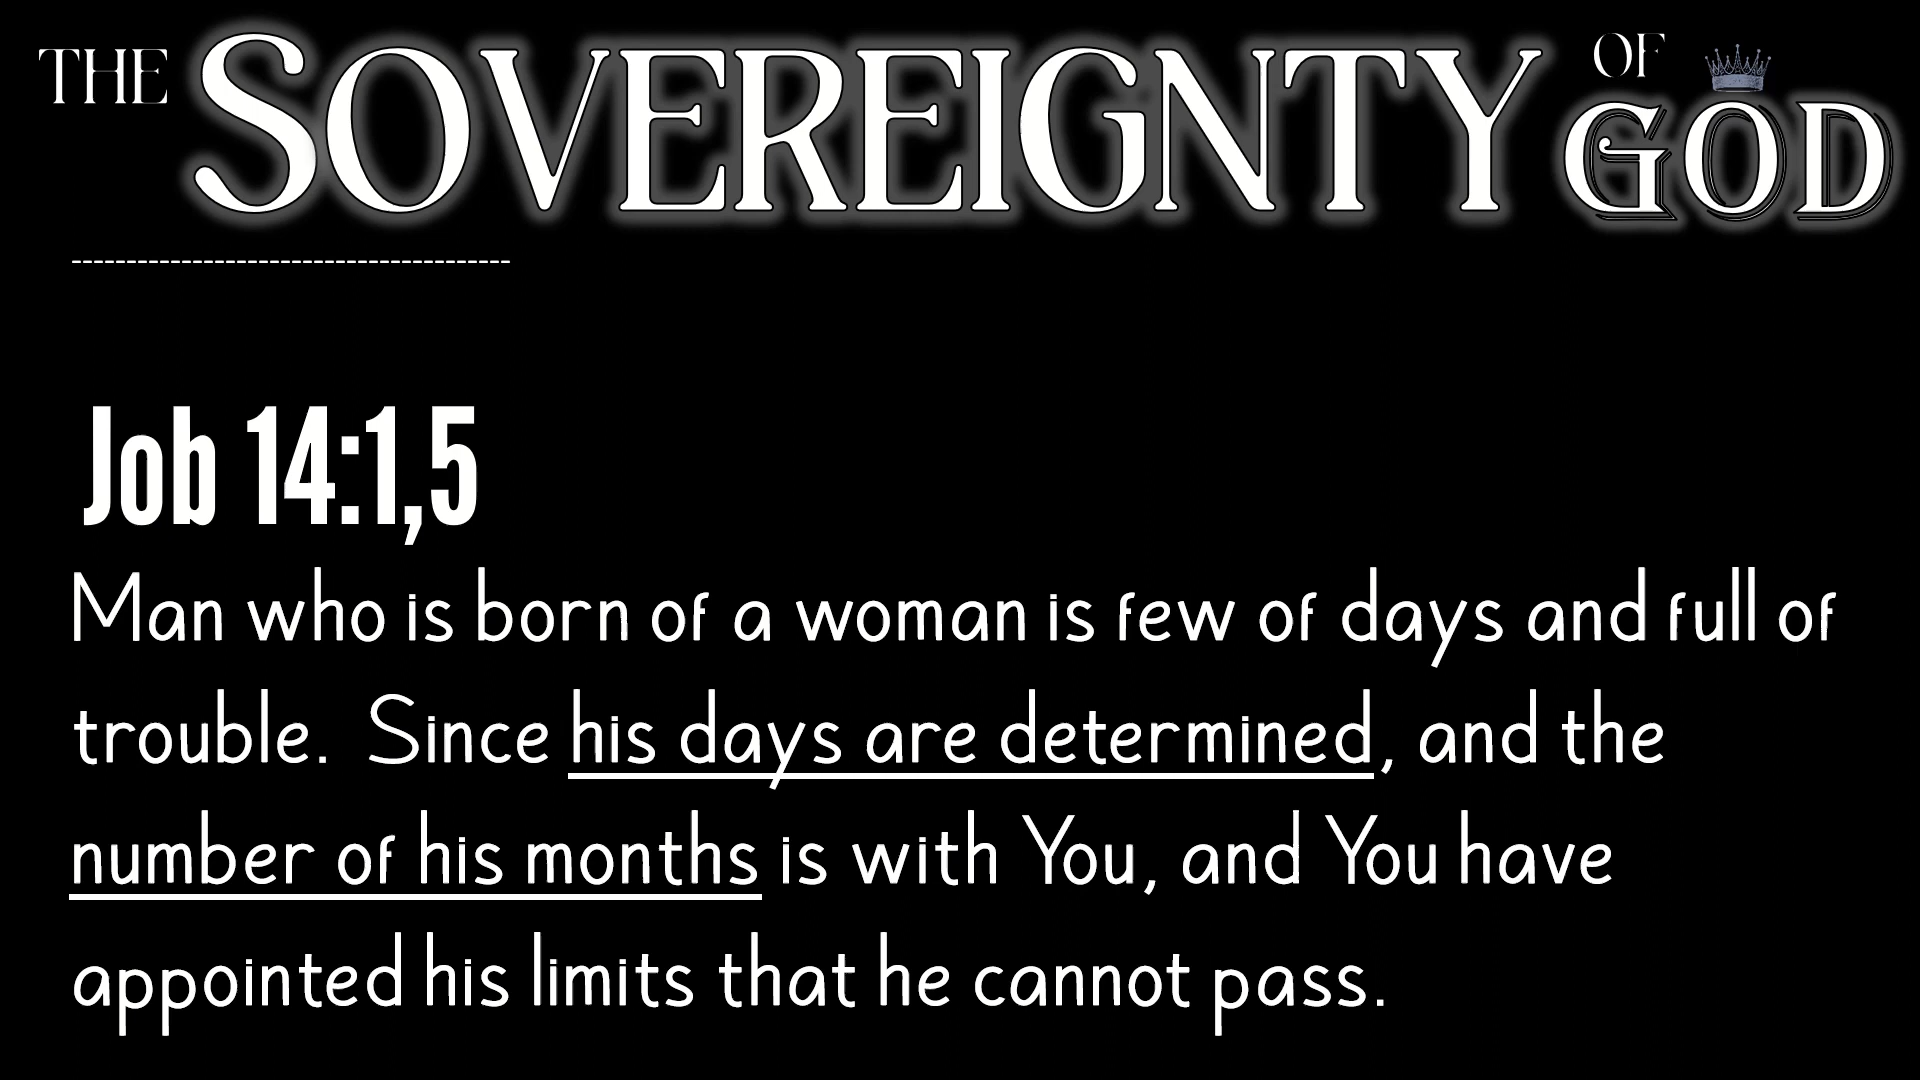 THE SOVEREIGNTY OF GOD
----------------------------------------
Job 14:1,5
Man who is born of a woman is few of days and full of
trouble.  Since his days are determined, and the
number of his months is with You, and You have
appointed his limits that he cannot pass.